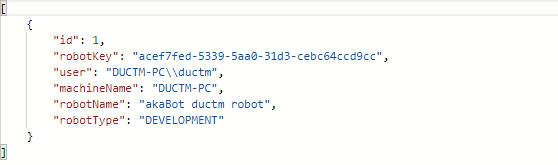 [
    {
        "id": 1,
        "robotKey": "acef7fed-5339-5aa0-31d3-cebc64ccd9cc",
        "user": "DUCTM-PC\\ductm",
        "machineName": "DUCTM-PC",
        "robotName": "akaBot ductm robot",
        "robotType": "DEVELOPMENT"
    }
]